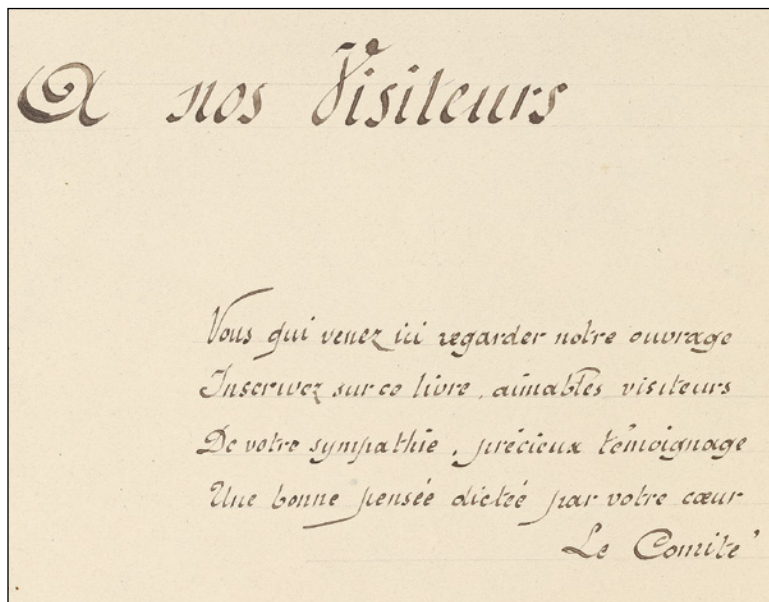 A nos Visiteurs
Vous qui venez ici regarder notre ouvrage
Inscrivez sur ce livre, aimables visiteurs
De votre sympathie, précieux témoignage
Une bonne pensée dictée par votre cœur
Le Comité